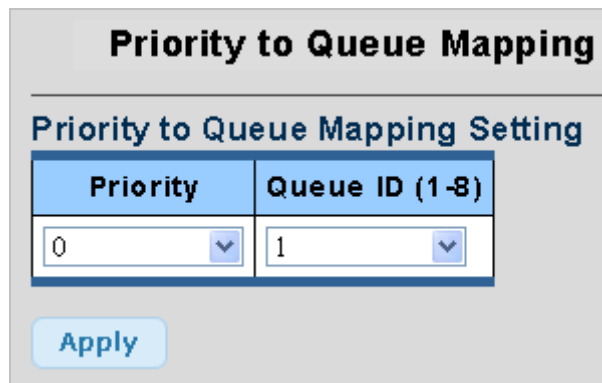 Priority to Queue Mapping
Priority to Queue Mapping Setting
Priority Queue ID (1-8)
0 1
Apply